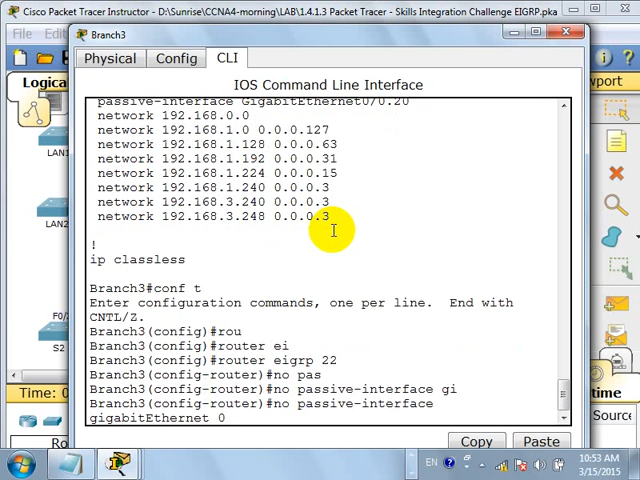 Cisco Packet Tracer Instructor - D:\Sunrise\CCNA4-morning\LAB\1.4.1.3 Packet Tracer - Skills Integration Challenge EIGRP.pka
File
Branch3
Physical
Config
CLI
Logica
wport
IOS Command Line Interface
passive-interface GigabitEthernet0/0.20
network 192.168.0.0
network 192.168.1.0 0.0.0.127
network 192.168.1.128 0.0.0.63
network 192.168.1.192 0.0.0.31
network 192.168.1.224 0.0.0.15
network 192.168.1.240 0.0.0.3
network 192.168.3.240 0.0.0.3
network 192.168.3.248 0.0.0.3
!
ip classless
Branch3#conf t
Enter configuration commands, one per line. End with
CNTL/Z.
Branch3(config)#rou
Branch3(config)#router ei
Branch3(config)#router eigrp 22
Branch3(config-router)#no pas
Branch3(config-router)#no passive-interface gi
Branch3(config-router)#no passive-interface
gigabitEthernet 0
Copy
Paste
LAN1
LAN2
F0/
S2
Time: 0
time
Ro
Source
EN
10:53 AM
3/15/2015